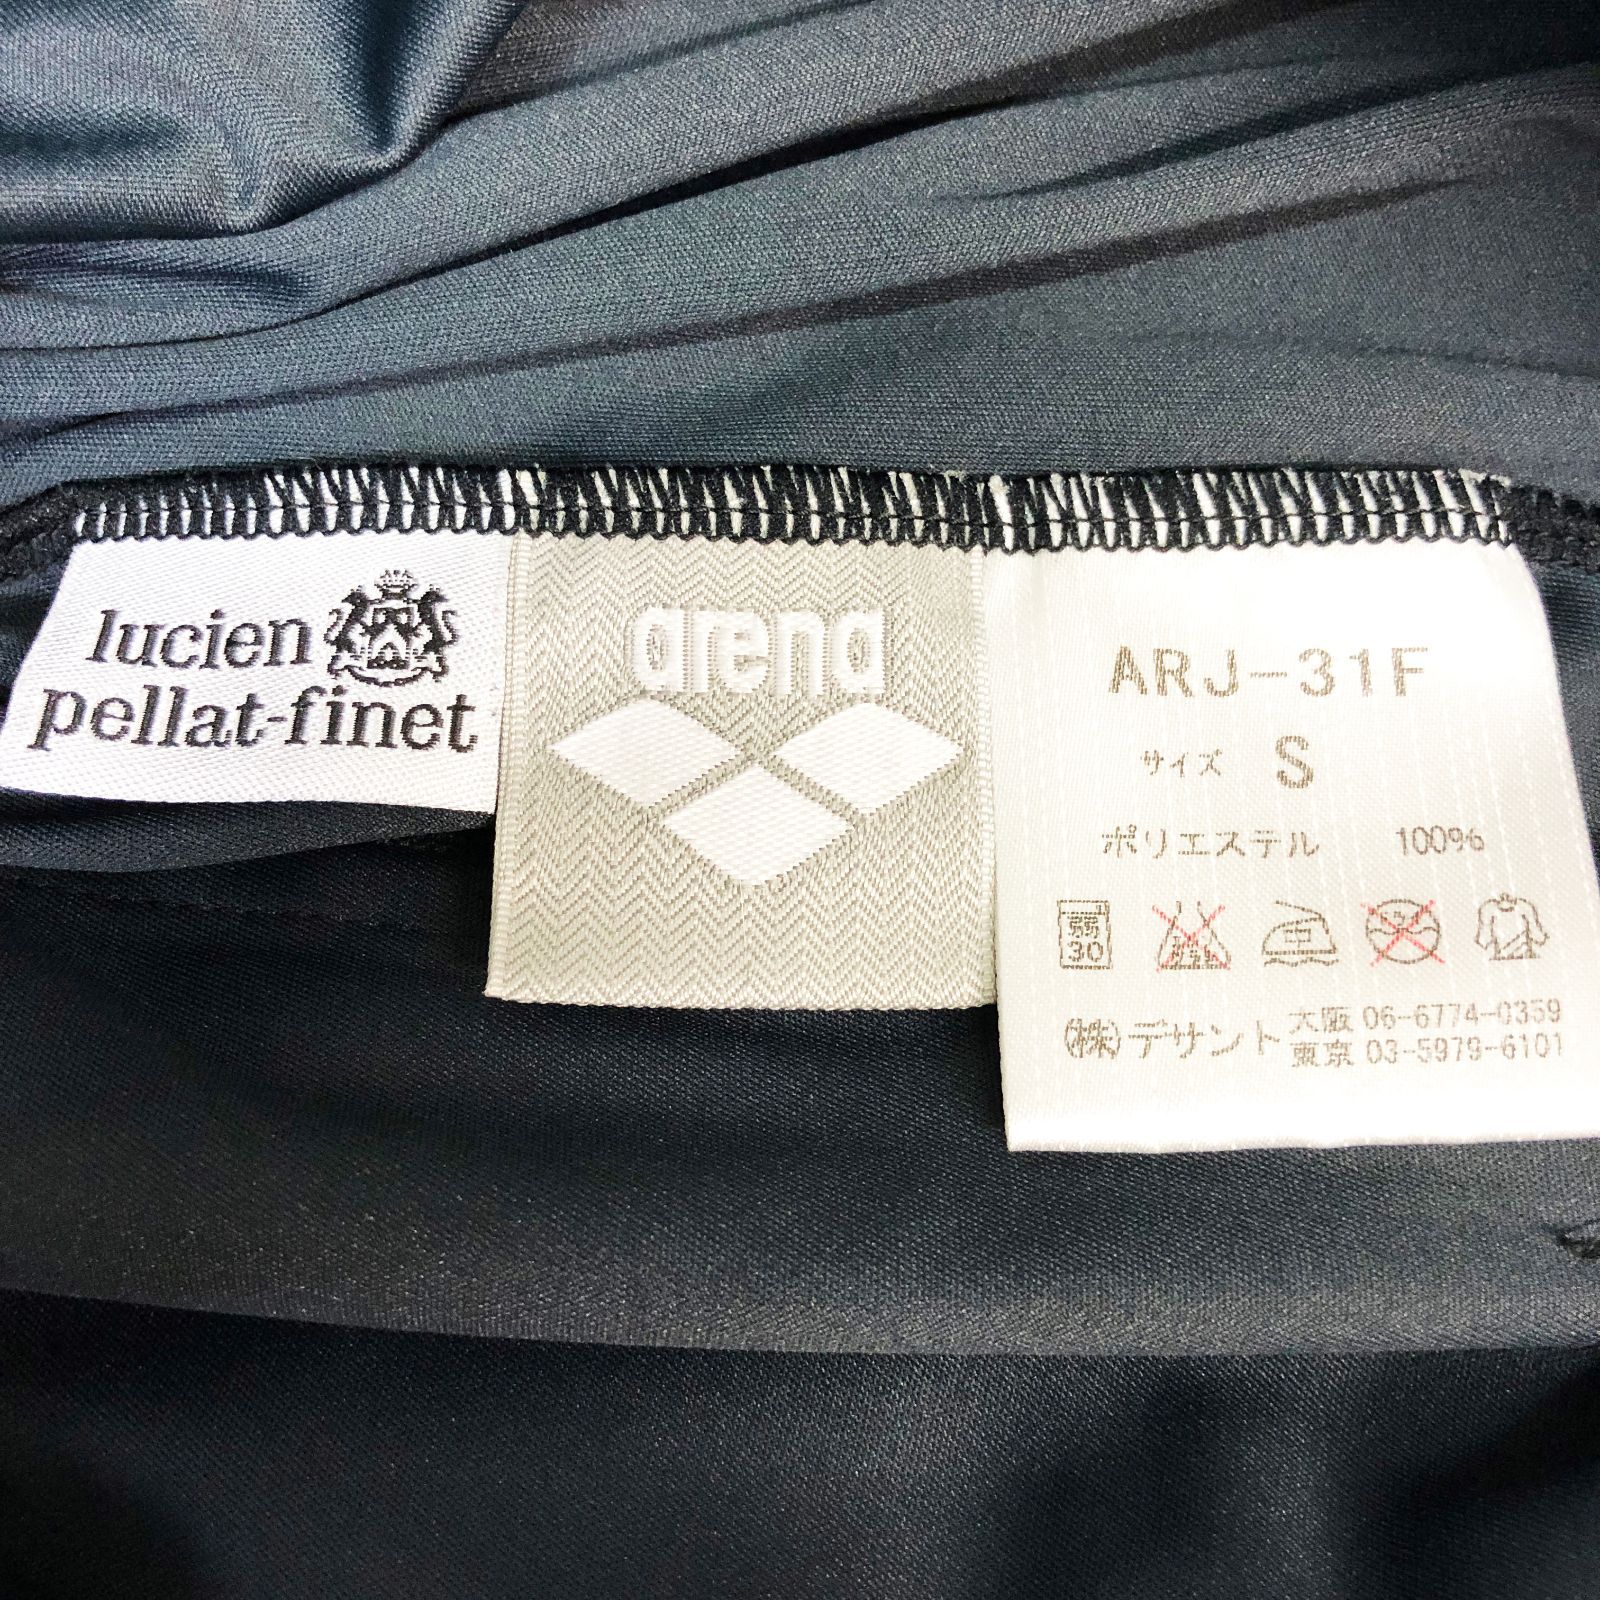 lucien
pellat-finet
arena
ARJ-31F
サイズ S
ポリエステル 100%
弱
30
(株)デサント 大阪 06-6774-0359
東京 03-5979-6101